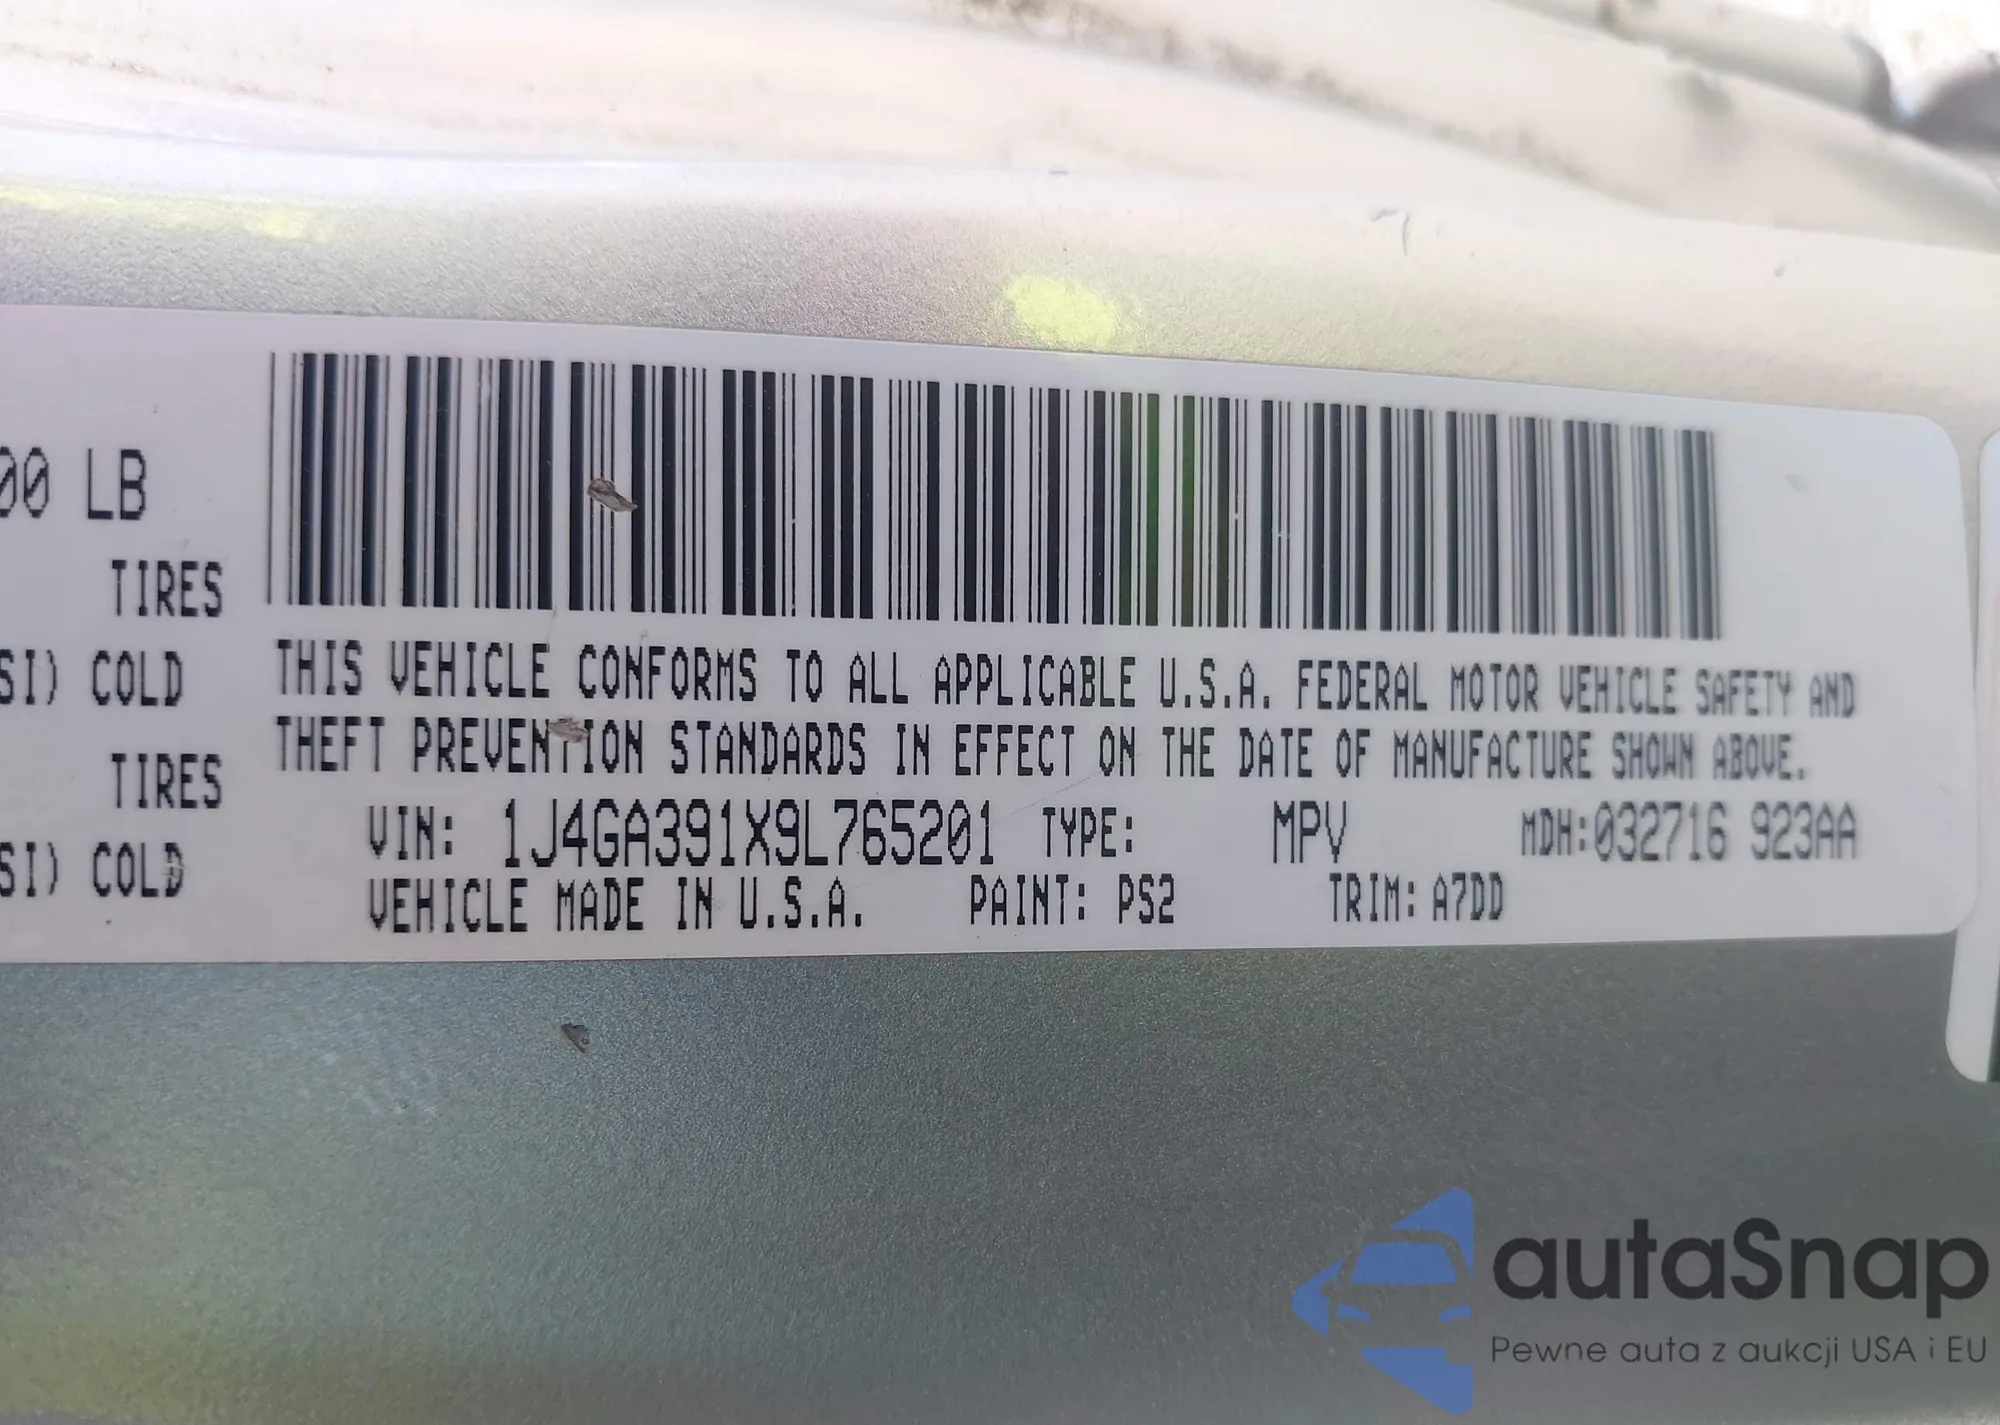 00 LB
TIRES
SI) COLD
TIRES
SI) COLD
THIS VEHICLE CONFORMS TO ALL APPLICABLE U.S.A. FEDERAL MOTOR VEHICLE SAFETY AND
THEFT PREVENTION STANDARDS IN EFFECT ON THE DATE OF MANUFACTURE SHOWN ABOVE.
VIN: 1J4GA391X9L765201 TYPE: MPV MDH:032716 923AA
VEHICLE MADE IN U.S.A. PAINT: PS2 TRIM: A7DD
autaSnap
Pewne auta z aukcji USA i EU